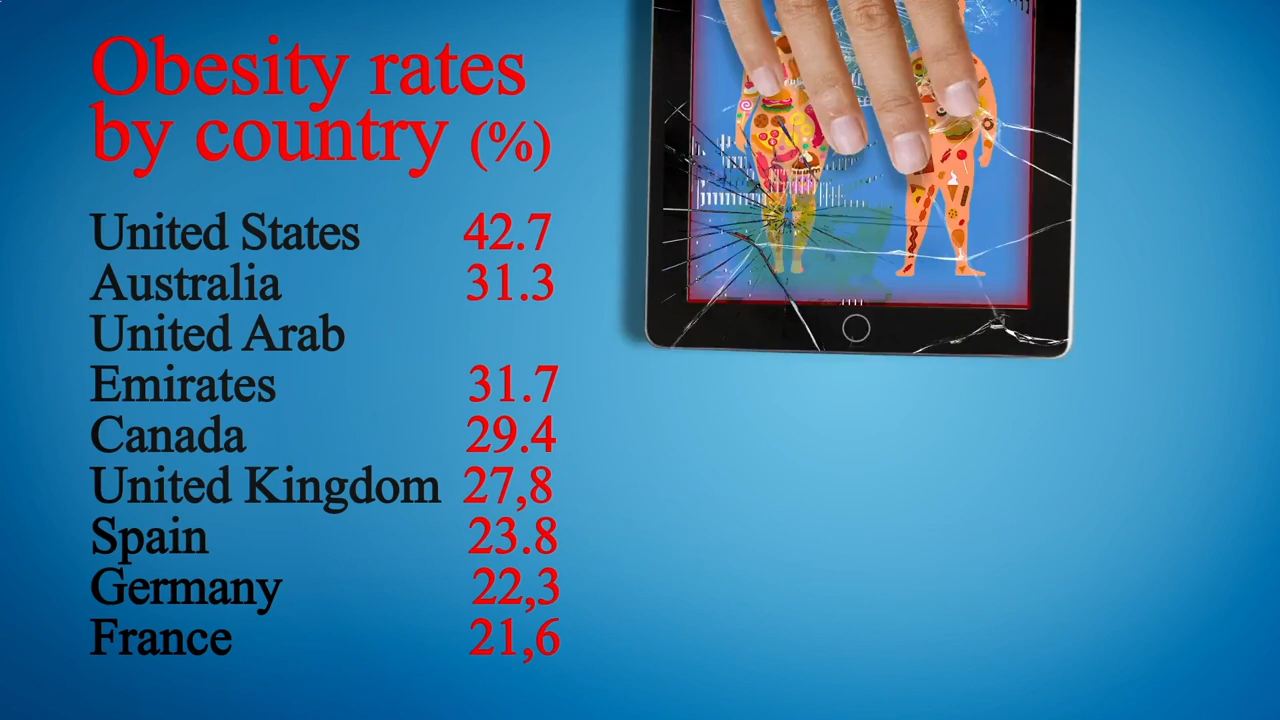 Obesity rates
by country (%)
United States 42.7
Australia 31.3
United Arab
Emirates 31.7
Canada 29.4
United Kingdom 27,8
Spain 23.8
Germany 22,3
France 21,6